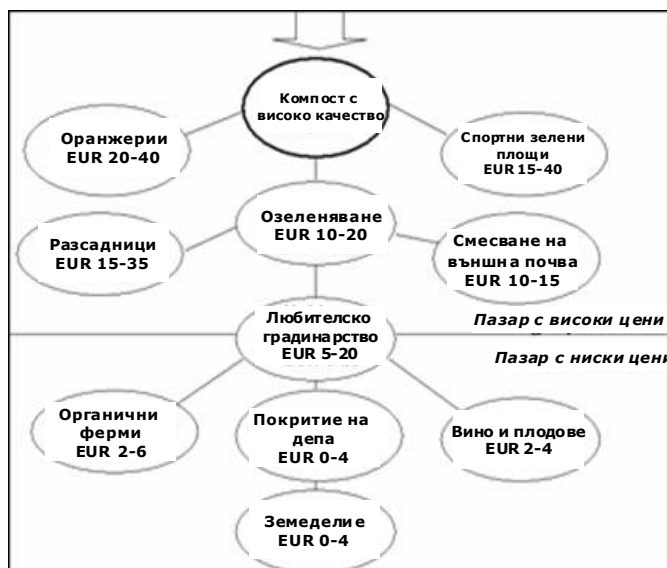 Компост с
високо качество
Оранжерии
EUR 20-40
Спортни зелени
площи
EUR 15-40
Озеленяване
EUR 10-20
Разсадници
EUR 15-35
Смесване на
външна почва
EUR 10-15
Любителско
градинарство
EUR 5-20
Пазар с високи цени
Пазар с ниски цени
Органични
ферми
EUR 2-6
Покритие на
депа
EUR 0-4
Вино и плодове
EUR 2-4
Земеделие
EUR 0-4